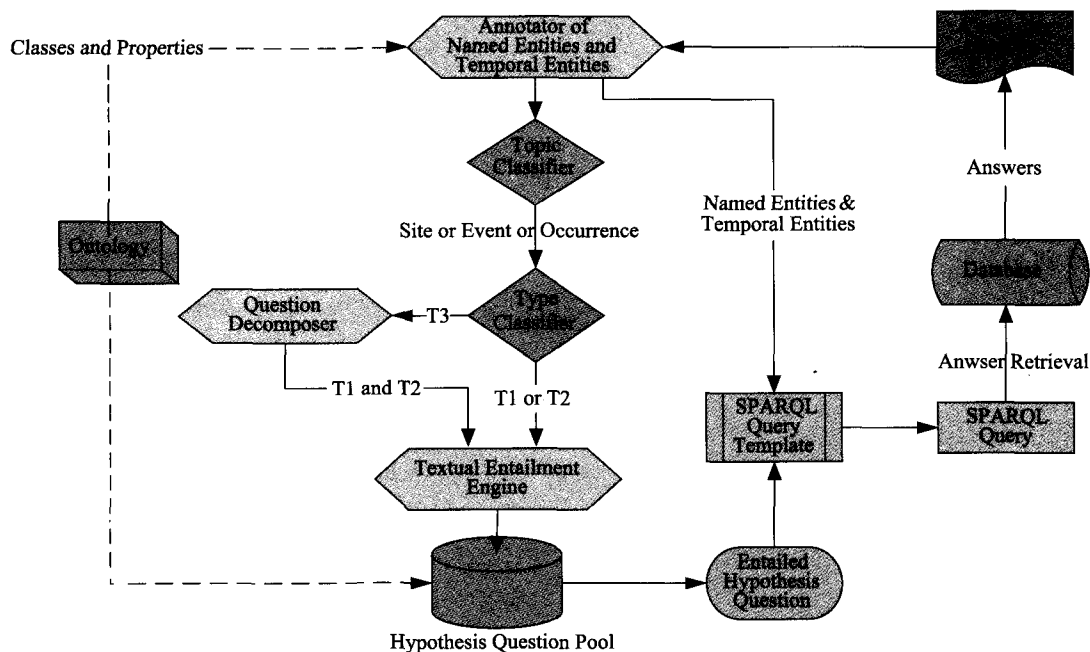 Annotator of
Named Entities and
Temporal Entities
Classes and Properties
Topic
Classifier
Answers
Named Entities &
Temporal Entities
Site or Event or Occurrence
Ontology
Database
Question
Decomposer
T3
Type
Classifier
Anwser Retrieval
T1 and T2
T1 or T2
SPARQL
Query
Template
SPARQL
Query
Textual Entailment
Engine
Entailed
Hypothesis
Question
Hypothesis Question Pool